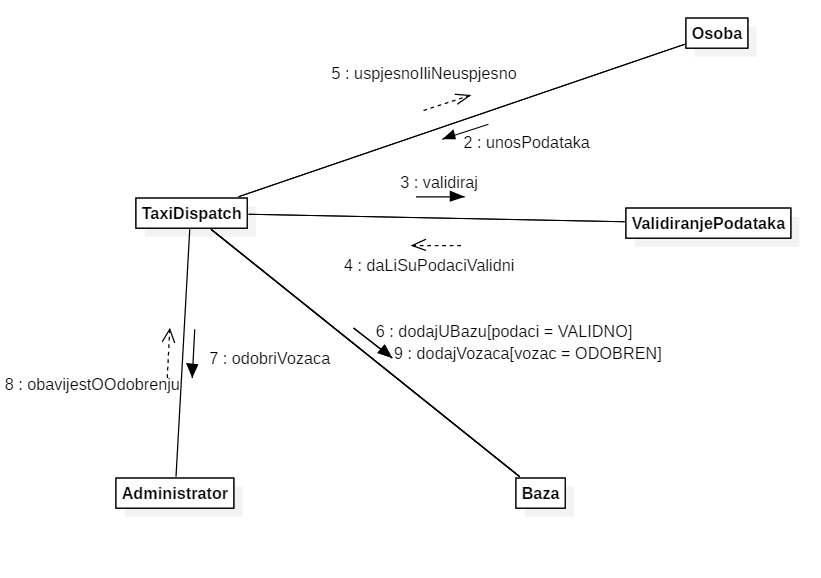 Osoba
5 : uspjesnoIliNeuspjesno
2 : unosPodataka
3 : validiraj
TaxiDispatch
ValidiranjePodataka
4 : daLiSuPodaciValidni
6 : dodajUBazu[podaci = VALIDNO]
9 : dodajVozaca[vozac = ODOBREN]
7 : odobriVozaca
8 : obavijestOOdobrenju
Administrator
Baza